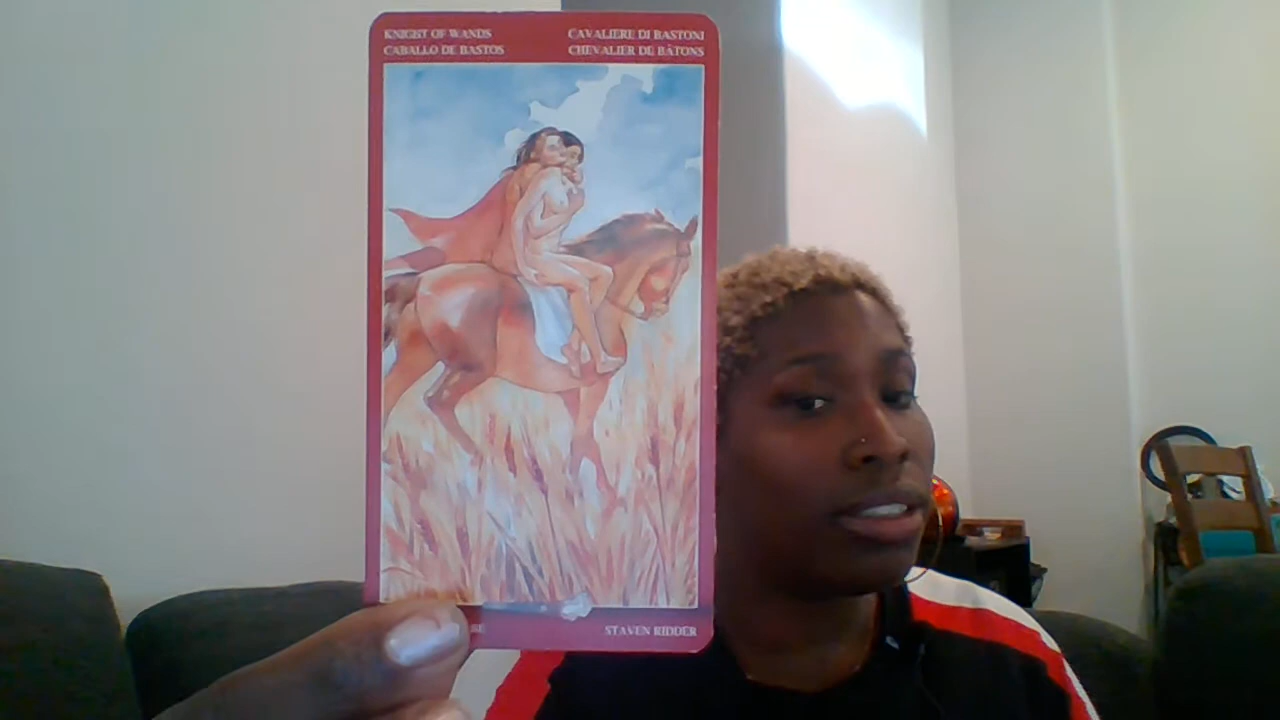 KNIGHT OF WANDS
CABALLO DE BASTOS
CAVALIERE DI BASTONI
CHEVALIER DE BÂTONS
STAVEN RIDDER